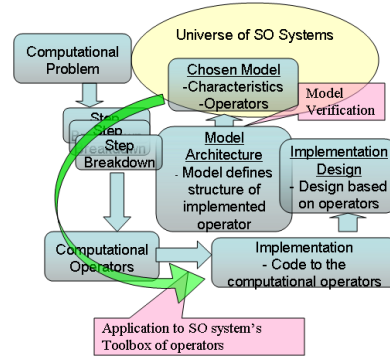 Universe of SO Systems
Computational
Problem
Chosen Model
-Characteristics
-Operators
Model
Verification
Step
Step
Breakdown
Step
Breakdown
Model
Architecture
- Model defines
structure of
implemented
operator
Implementation
Design
- Design based
on operators
Computational
Operators
Implementation
- Code to the
computational operators
Application to SO system's
Toolbox of operators